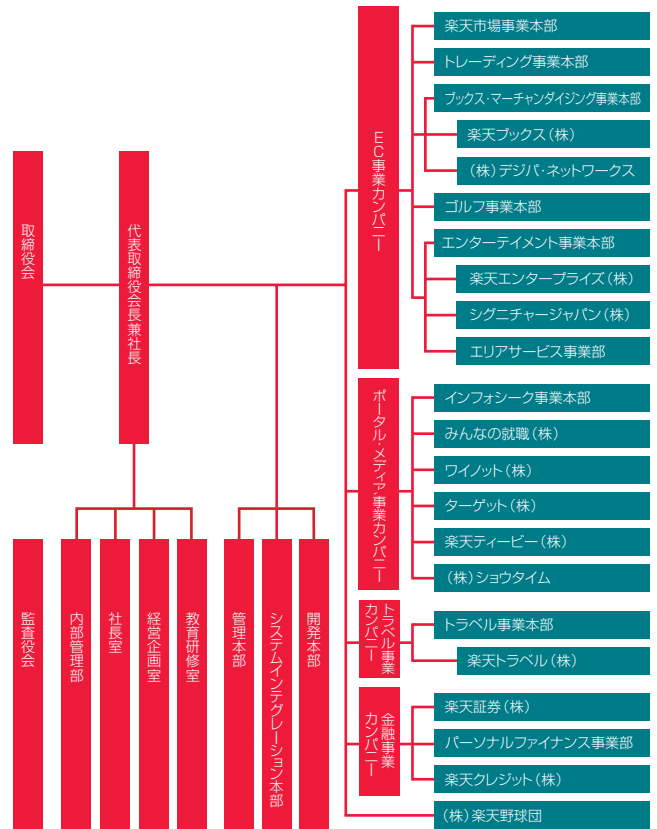 取締役会
代表取締役会長兼社長
監査役会
内部管理部
社長室
経営企画室
教育研修室
管理本部
システムインテグレーション本部
開発本部
EC事業カンパニー
楽天市場事業本部
トレーディング事業本部
ブックス・マーチャンダイジング事業本部
楽天ブックス(株)
(株)デジパ・ネットワークス
ゴルフ事業本部
エンターテイメント事業本部
楽天エンタープライズ(株)
シグニチャージャパン(株)
エリアサービス事業部
ポータル・メディア事業カンパニー
インフォシーク事業本部
みんなの就職(株)
ワイノット(株)
ターゲット(株)
楽天ティービー(株)
(株)ショウタイム
トラベル事業
カンパニー
トラベル事業本部
楽天トラベル(株)
金融事業
カンパニー
楽天証券(株)
パーソナルファイナンス事業部
楽天クレジット(株)
(株)楽天野球団